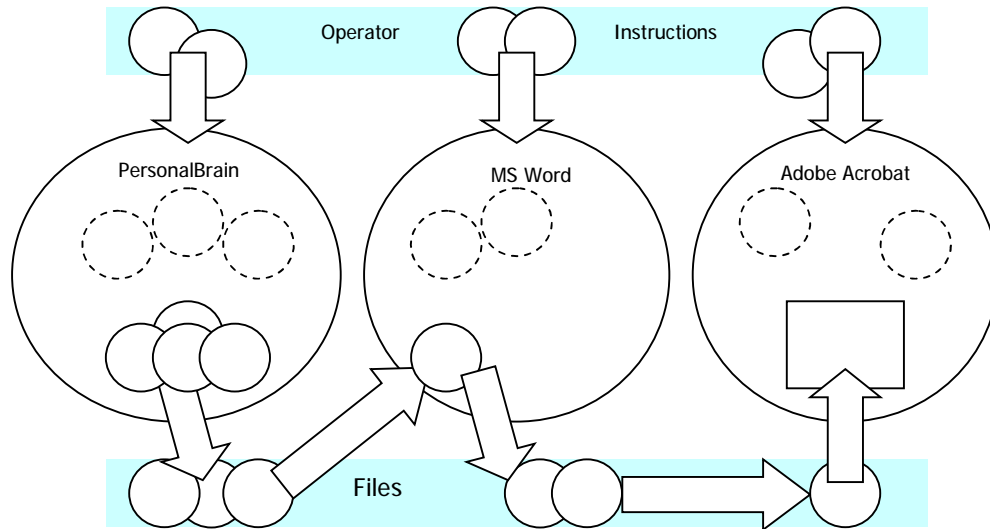 Operator Instructions
PersonalBrain
MS Word
Adobe Acrobat
Files